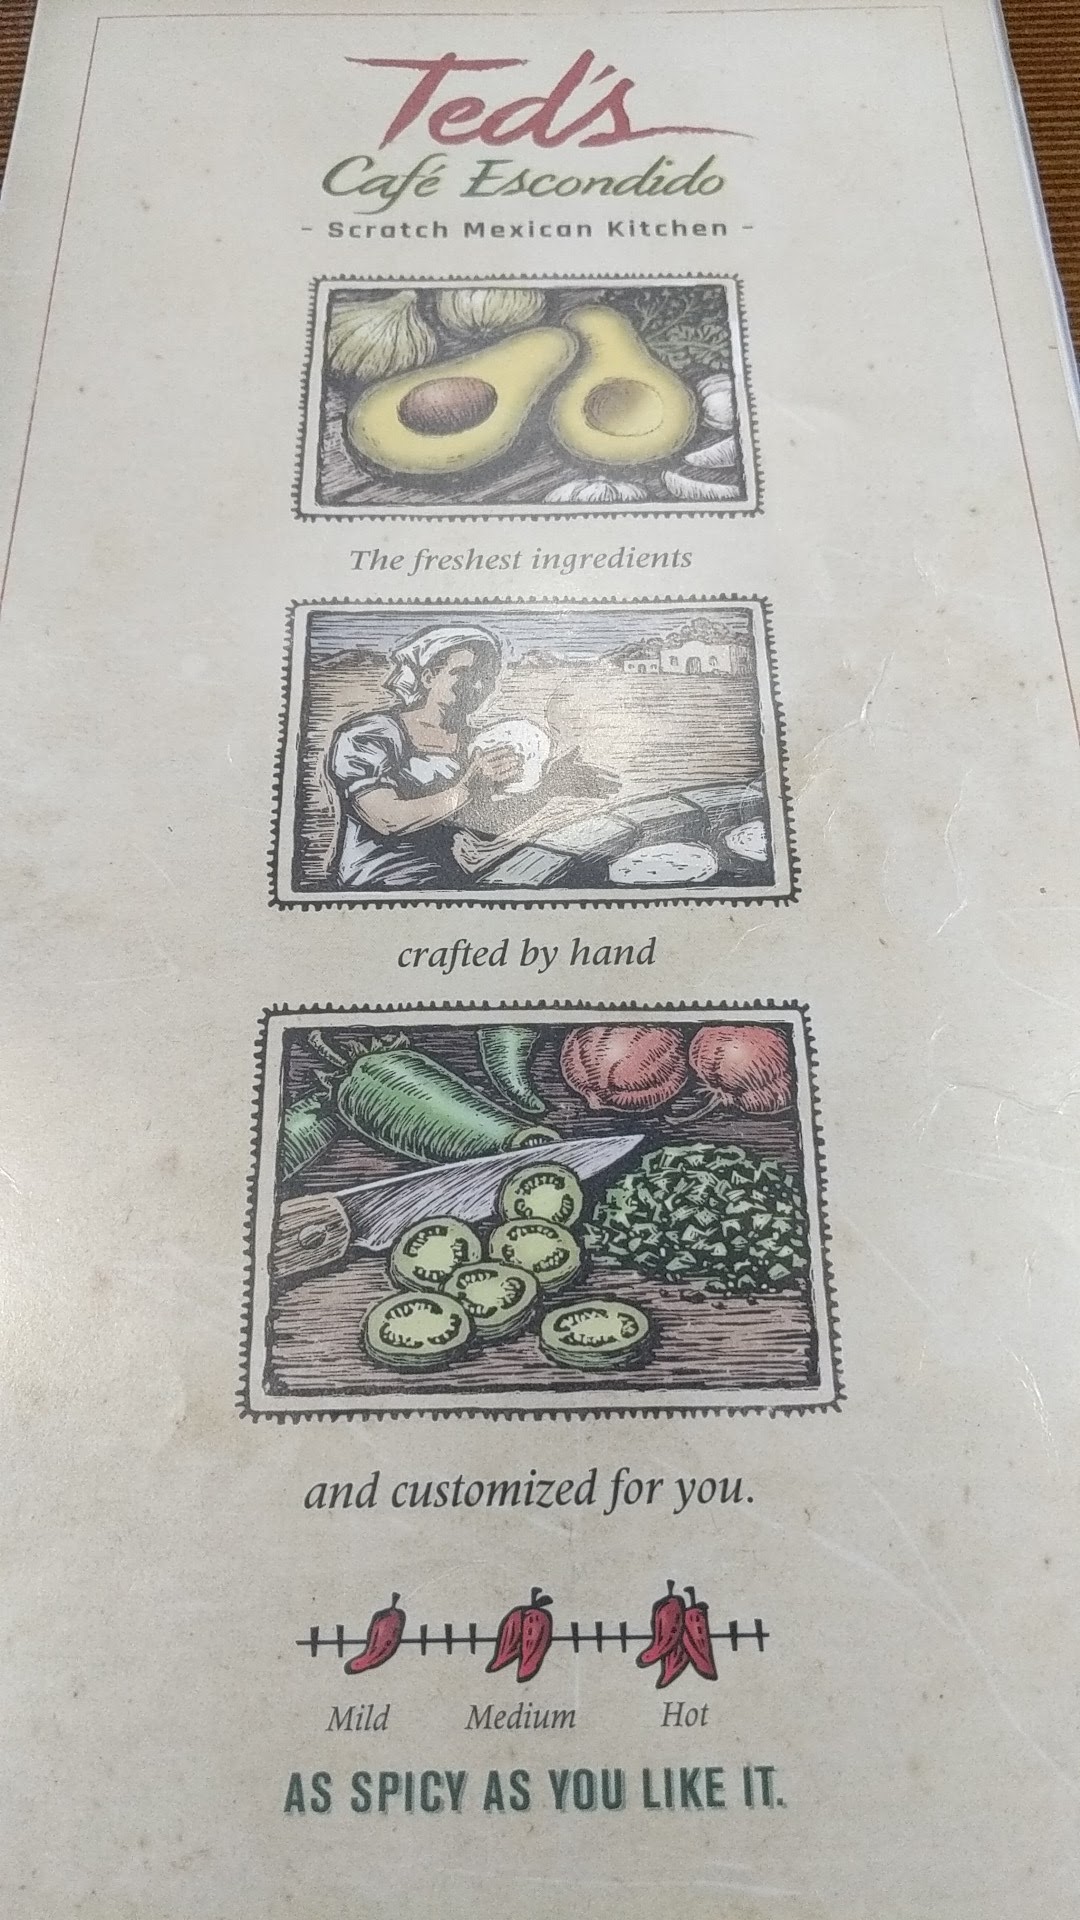 Ted's
Café Escondido
- Scratch Mexican Kitchen -
The freshest ingredients
crafted by hand
and customized for you.
Mild Medium Hot
AS SPICY AS YOU LIKE IT.